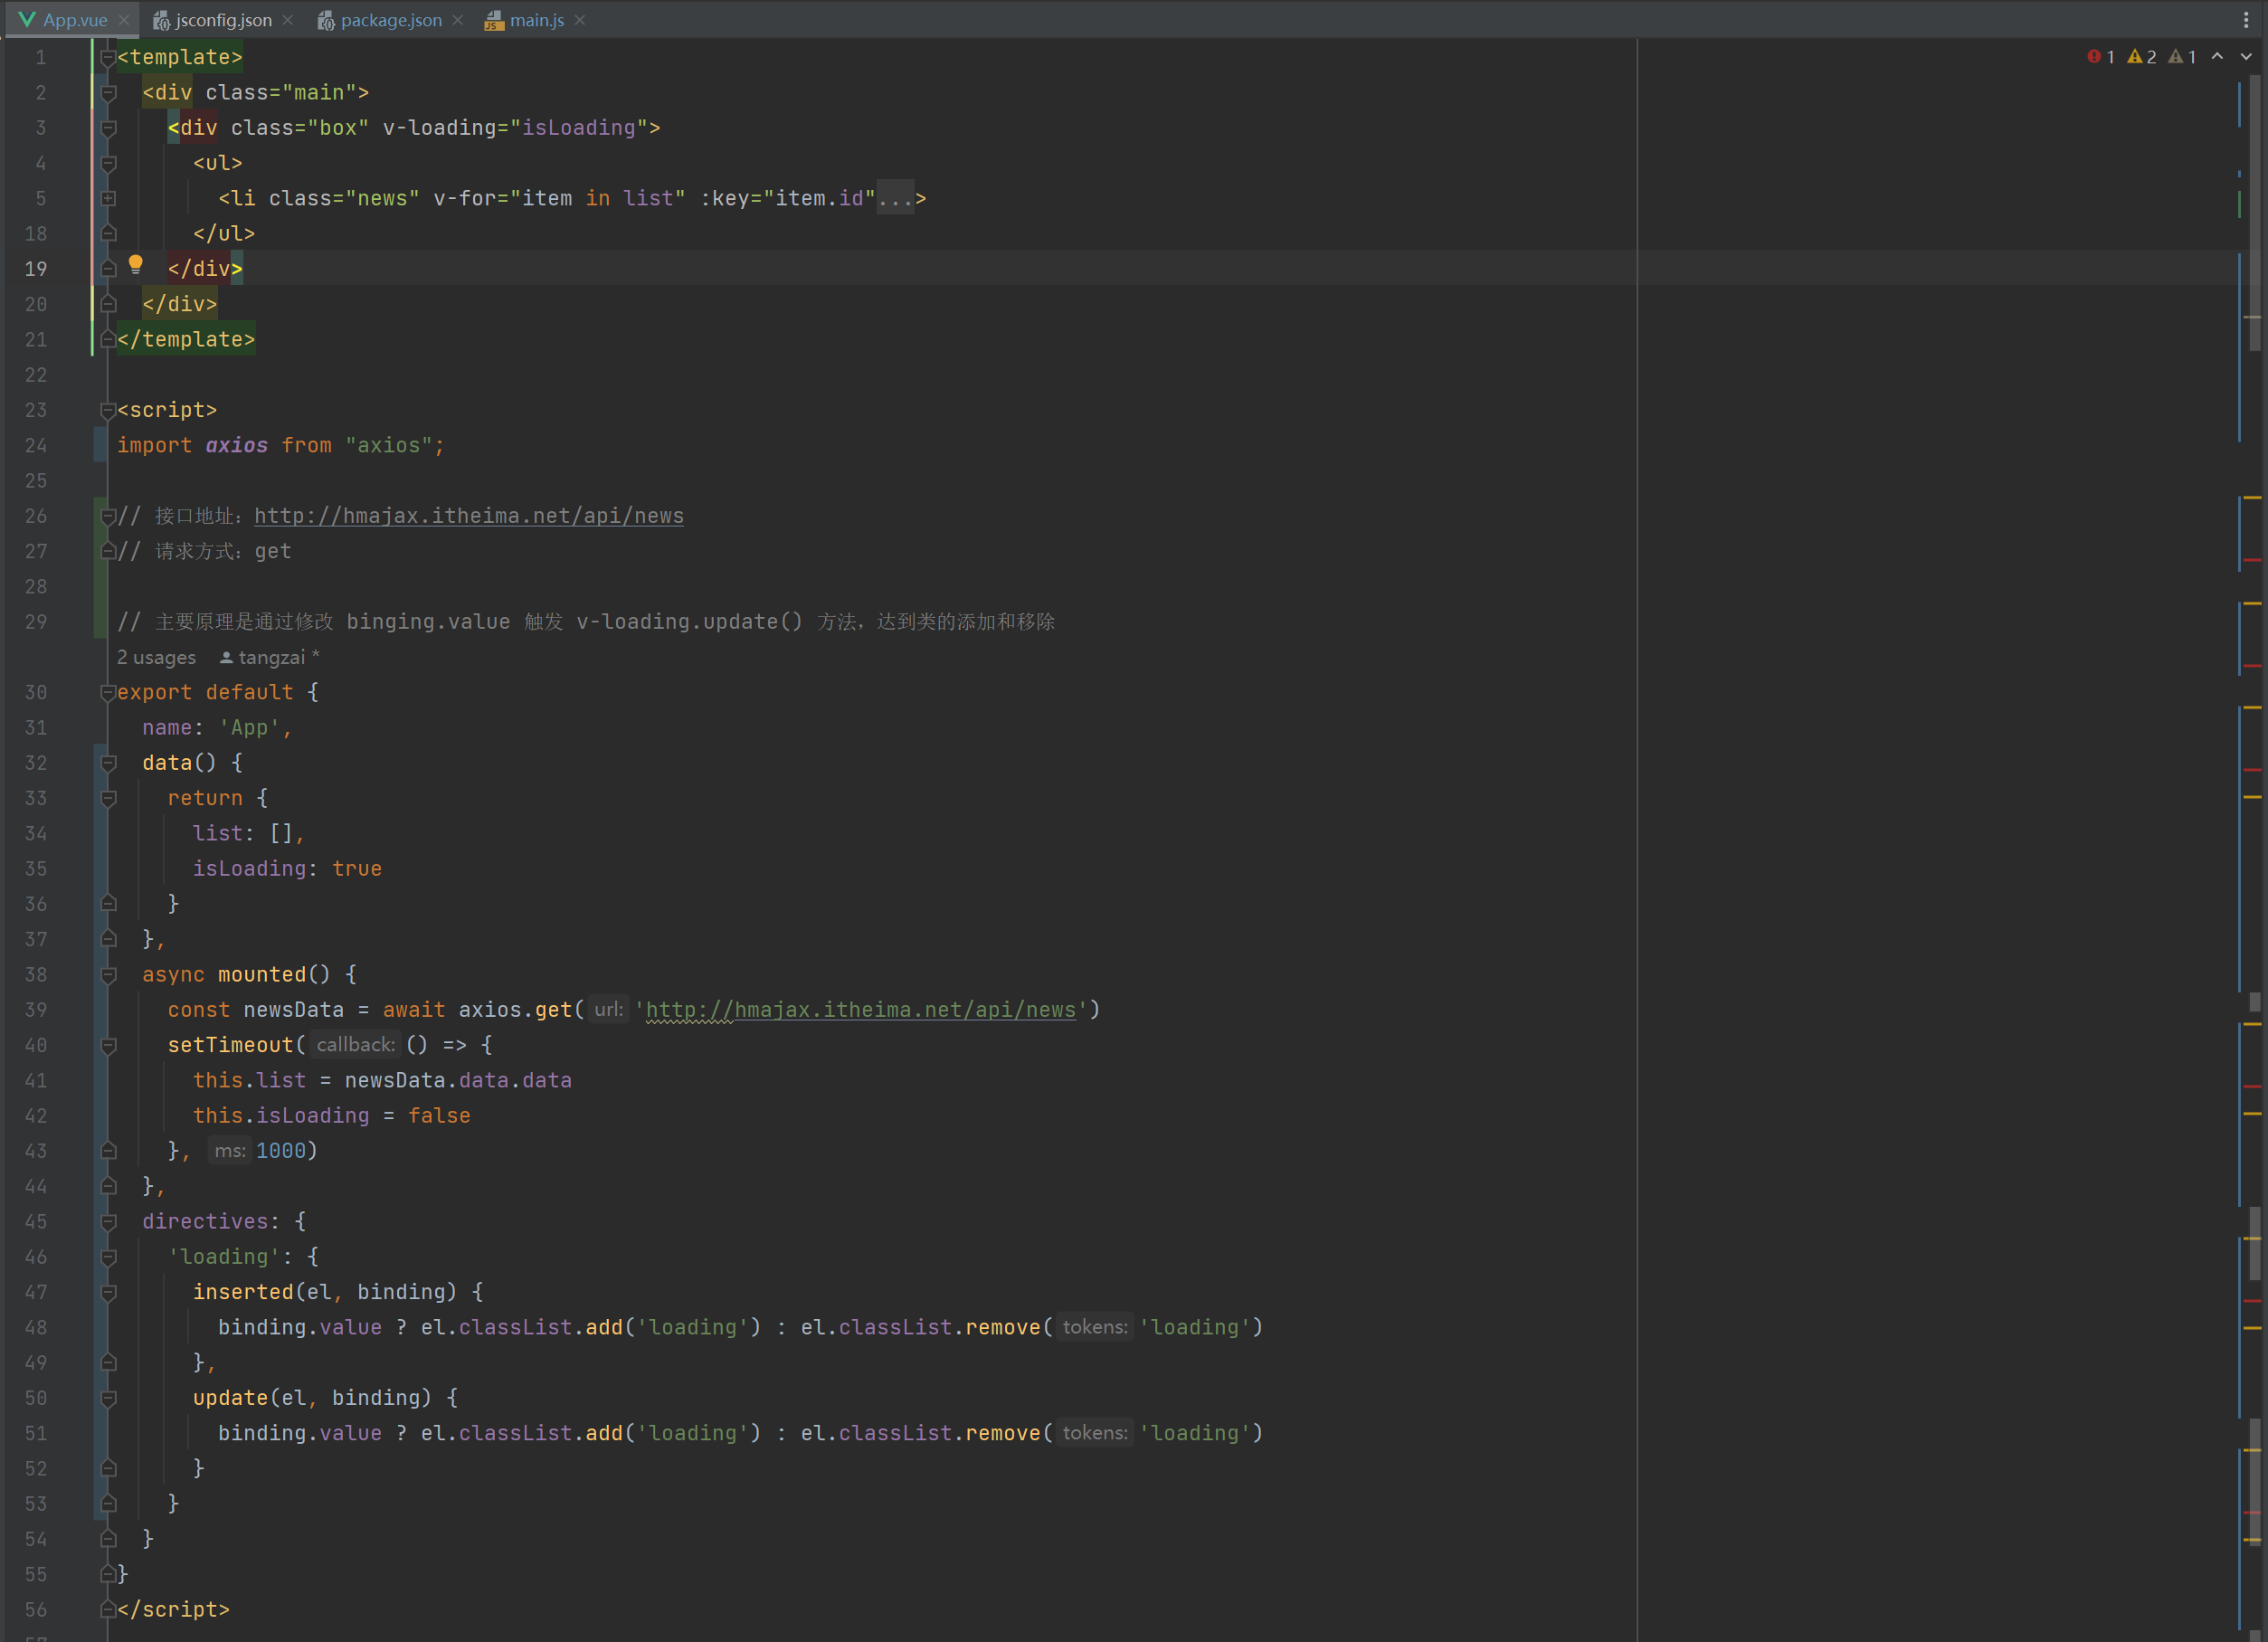 App.vue jsconfig.json package.json main.js
1 <template> 1 2 1
2 <div class="main">
3 <div class="box" v-loading="isLoading">
4 <ul>
5 <li class="news" v-for="item in list" :key="item.id"...>
18 </ul>
19 </div>
20 </div>
21 </template>
22
23 <script>
24 import axios from "axios";
25
26 // 接口地址：http://hmajax.itheima.net/api/news
27 // 请求方式：get
28
29 // 主要原理是通过修改 binging.value 触发 v-loading.update() 方法，达到类的添加和移除
2 usages tangzai *
30 export default {
31 name: 'App',
32 data() {
33 return {
34 list: [],
35 isLoading: true
36 }
37 },
38 async mounted() {
39 const newsData = await axios.get( url: 'http://hmajax.itheima.net/api/news')
40 setTimeout( callback: () => {
41 this.list = newsData.data.data
42 this.isLoading = false
43 }, ms: 1000)
44 },
45 directives: {
46 'loading': {
47 inserted(el, binding) {
48 binding.value ? el.classList.add('loading') : el.classList.remove( tokens: 'loading')
49 },
50 update(el, binding) {
51 binding.value ? el.classList.add('loading') : el.classList.remove( tokens: 'loading')
52 }
53 }
54 }
55 }
56 </script>